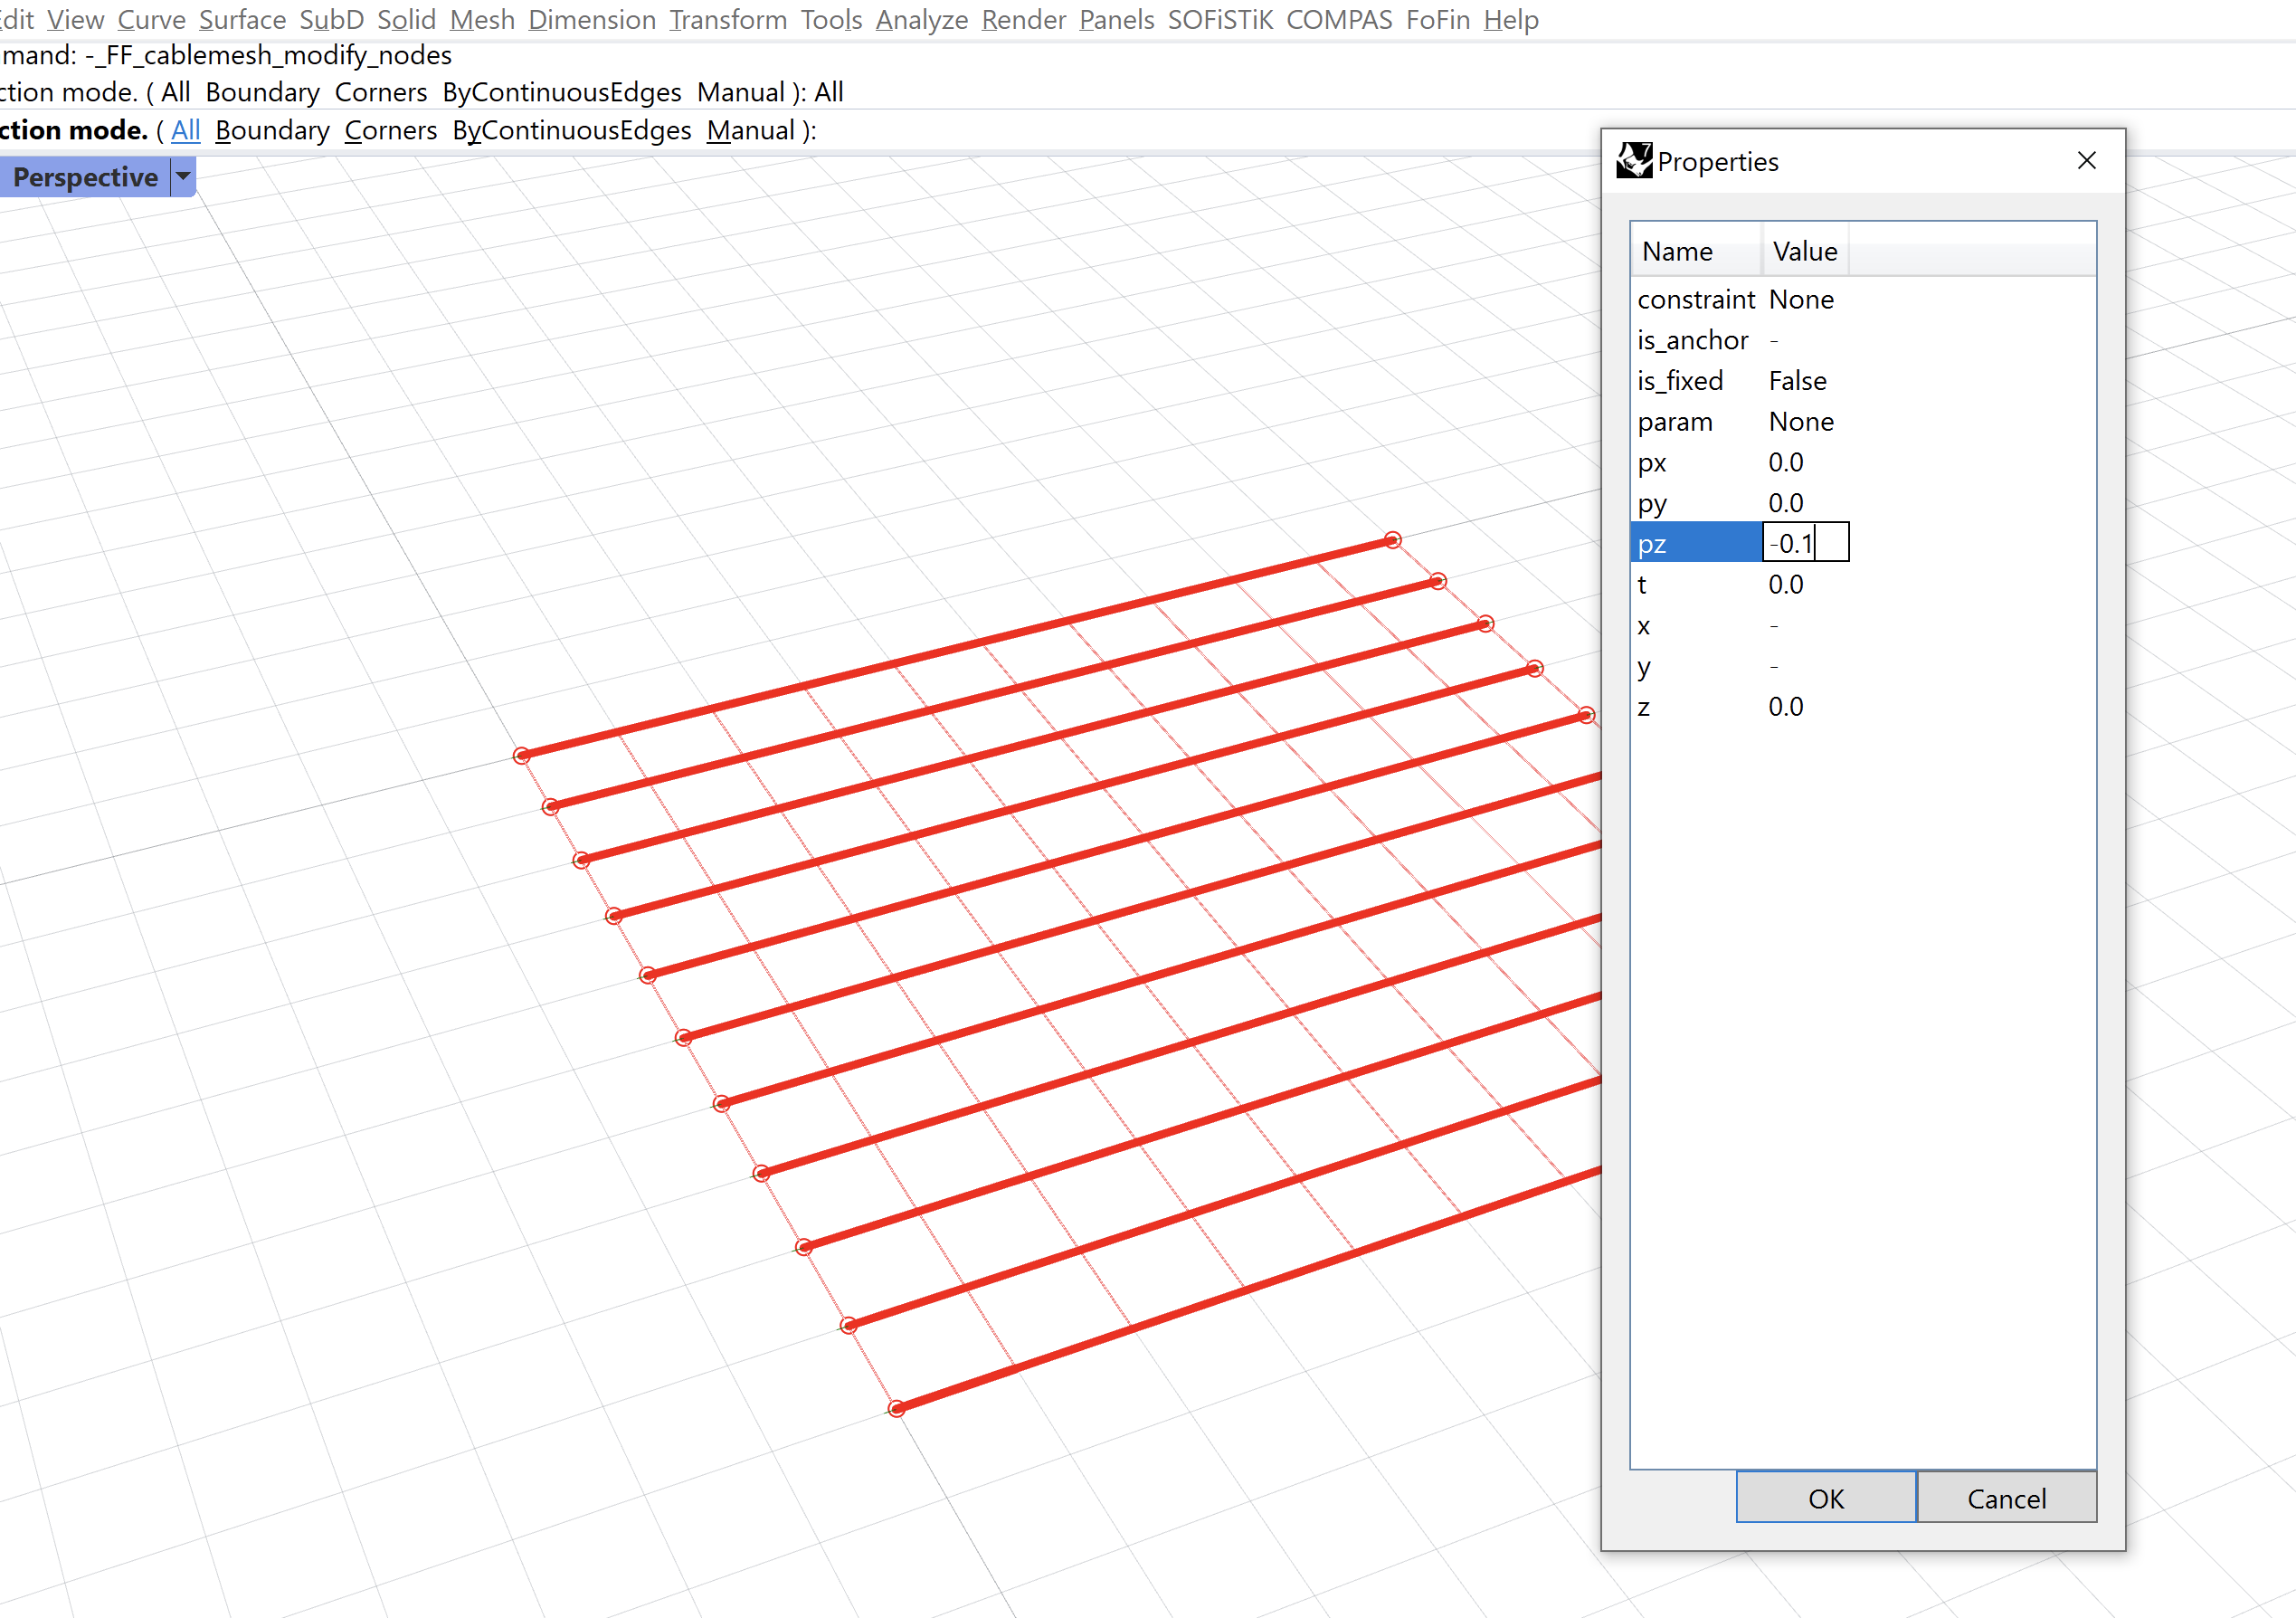 Edit View Curve Surface SubD Solid Mesh Dimension Transform Tools Analyze Render Panels SOFiSTiK COMPAS FoFin Help
mand: -_FF_cablemesh_modify_nodes
ction mode. ( All Boundary Corners ByContinuousEdges Manual ): All
ction mode. ( All Boundary Corners ByContinuousEdges Manual ):
Perspective
7 Properties
Name Value
constraint None
is_anchor -
is_fixed False
param None
px 0.0
py 0.0
pz -0.1
t 0.0
x -
y -
z 0.0
OK Cancel